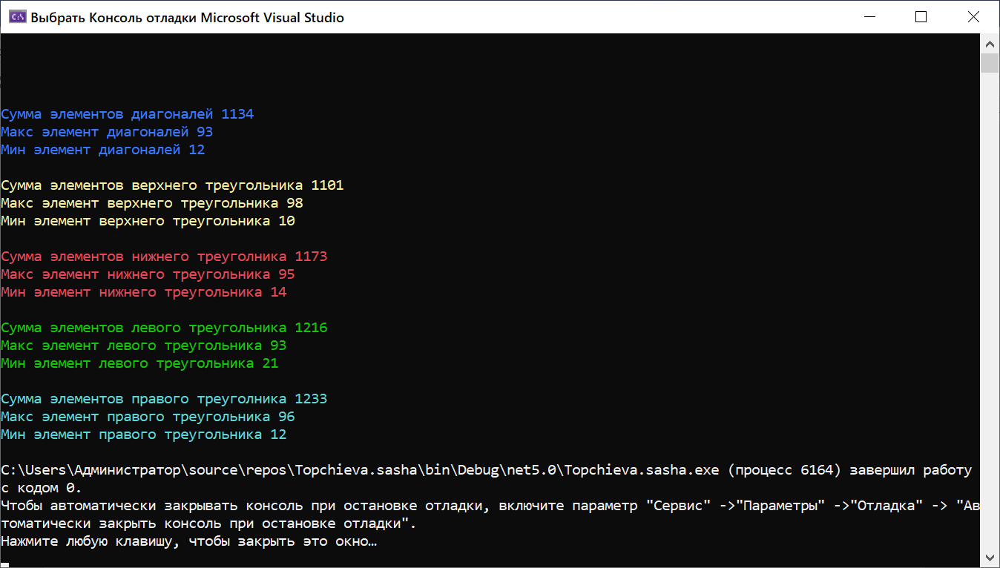 Выбрать Консоль отладки Microsoft Visual Studio
Сумма элементов диагоналей 1134
Макс элемент диагоналей 93
Мин элемент диагоналей 12
Сумма элементов верхнего треугольника 1101
Макс элемент верхнего треугольника 98
Мин элемент верхнего треугольника 10
Сумма элементов нижнего треуголника 1173
Макс элемент нижнего треугольника 95
Мин элемент нижнего треугольника 14
Сумма элементов левого треугольника 1216
Макс элемент левого треугольника 93
Мин элемент левого треугольника 21
Сумма элементов правого треуголника 1233
Макс элемент правого треугольника 96
Мин элемент правого треугольника 12
C:\Users\Администратор\source\repos\Topchieva.sasha\bin\Debug\net5.0\Topchieva.sasha.exe (процесс 6164) завершил работу
с кодом 0.
Чтобы автоматически закрывать консоль при остановке отладки, включите параметр "Сервис" ->"Параметры" ->"Отладка" -> "Ав
томатически закрыть консоль при остановке отладки".
Нажмите любую клавишу, чтобы закрыть это окно…